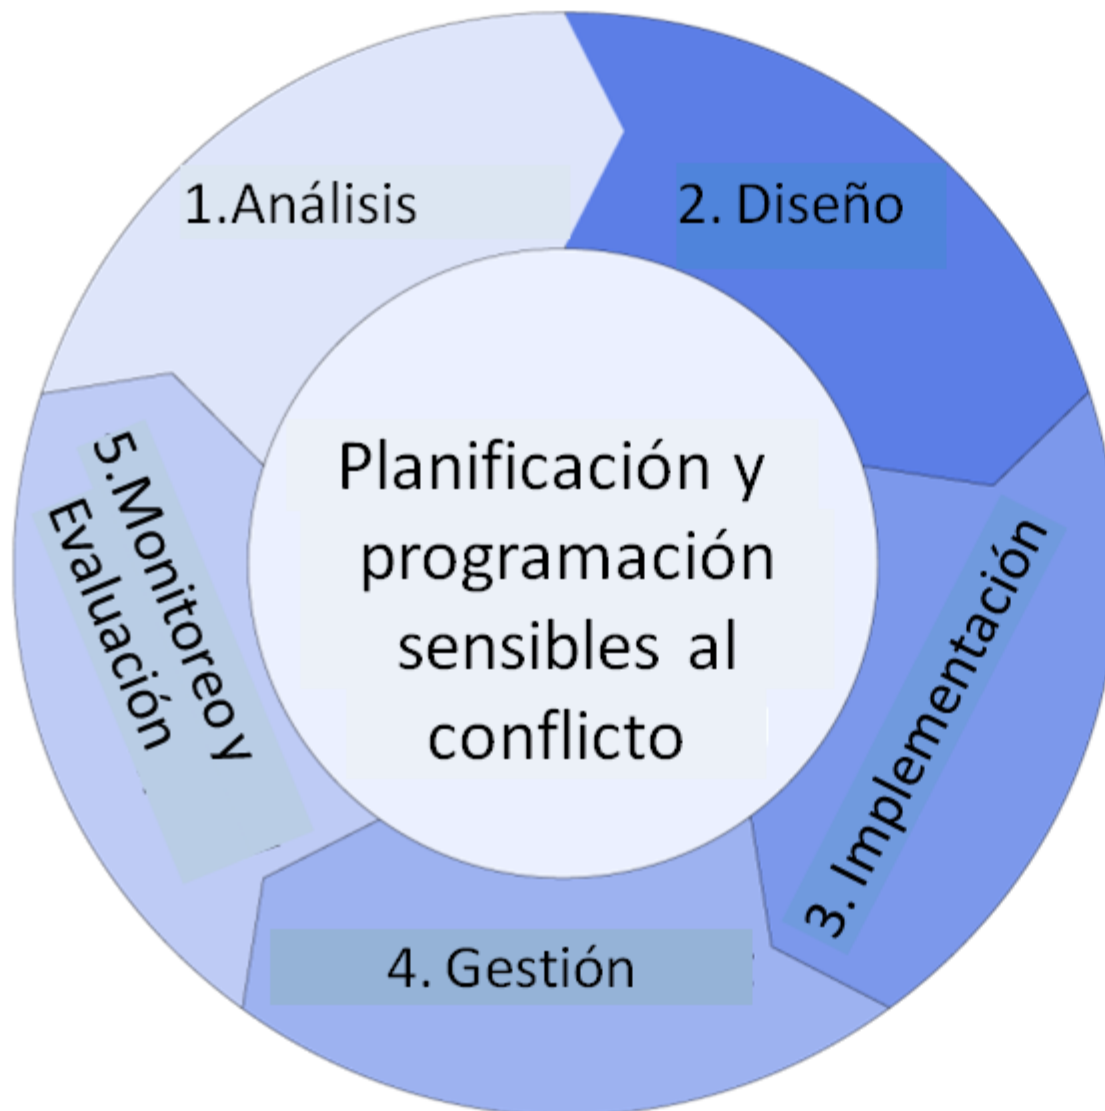 1.Análisis
2. Diseño
3. Implementación
4. Gestión
5.Monitoreo y
Evaluación
Planificación y
programación
sensibles al
conflicto